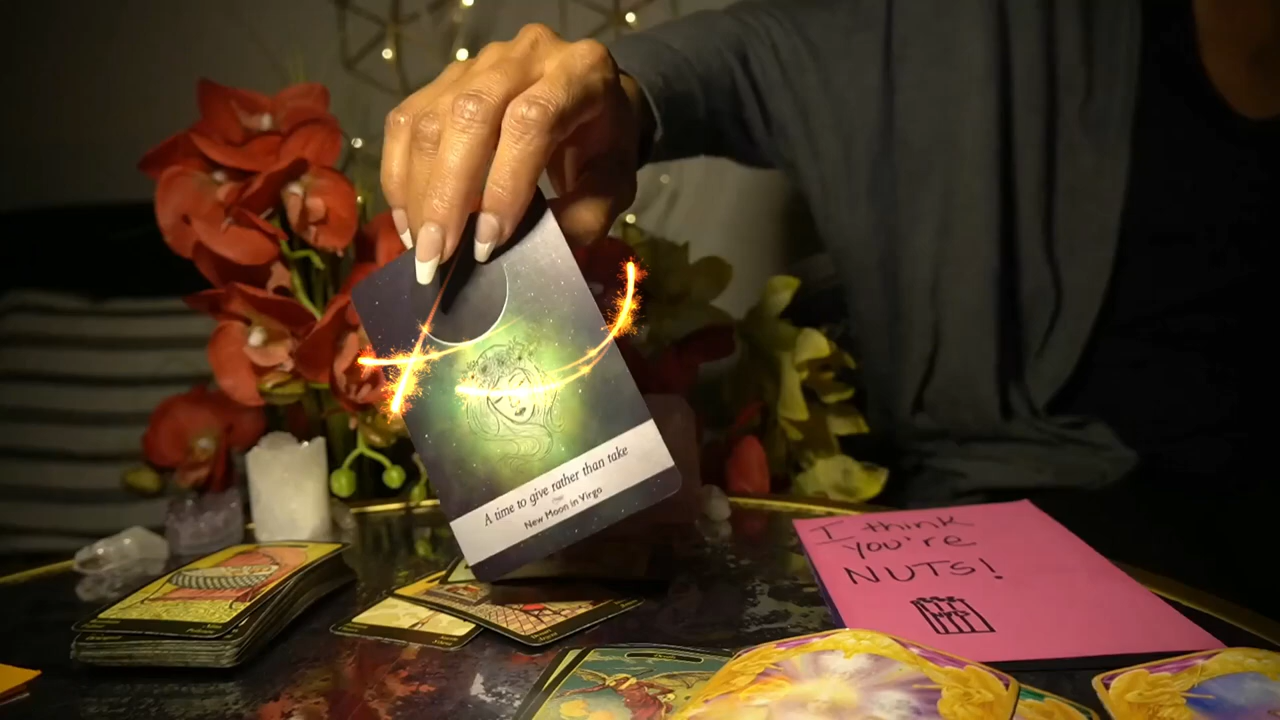 A time to give rather than take
New Moon in Virgo
I think
you're
NUTS!